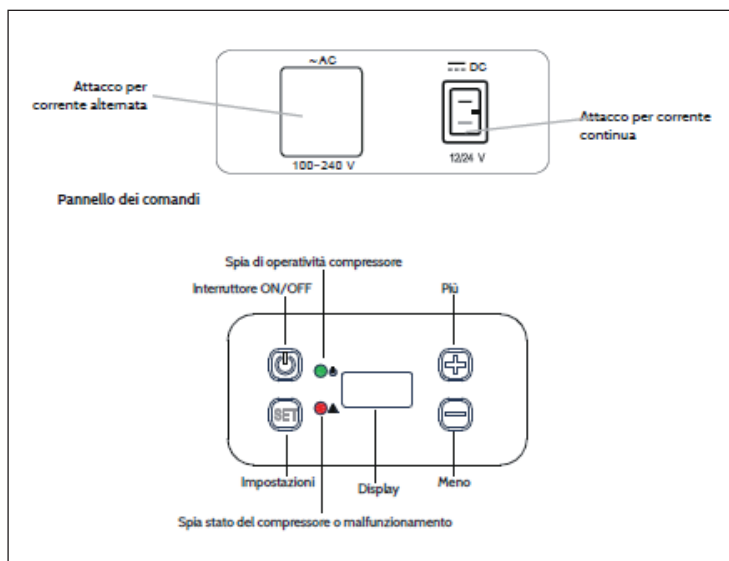 ~AC
DC
Attacco per
corrente alternata
Attacco per corrente
continua
100-240 V
12/24 V
Pannello dei comandi
Spia di operatività compressore
Interruttore ON/OFF
Più
SET
Impostazioni
Display
Meno
Spia stato del compressore o malfunzionamento